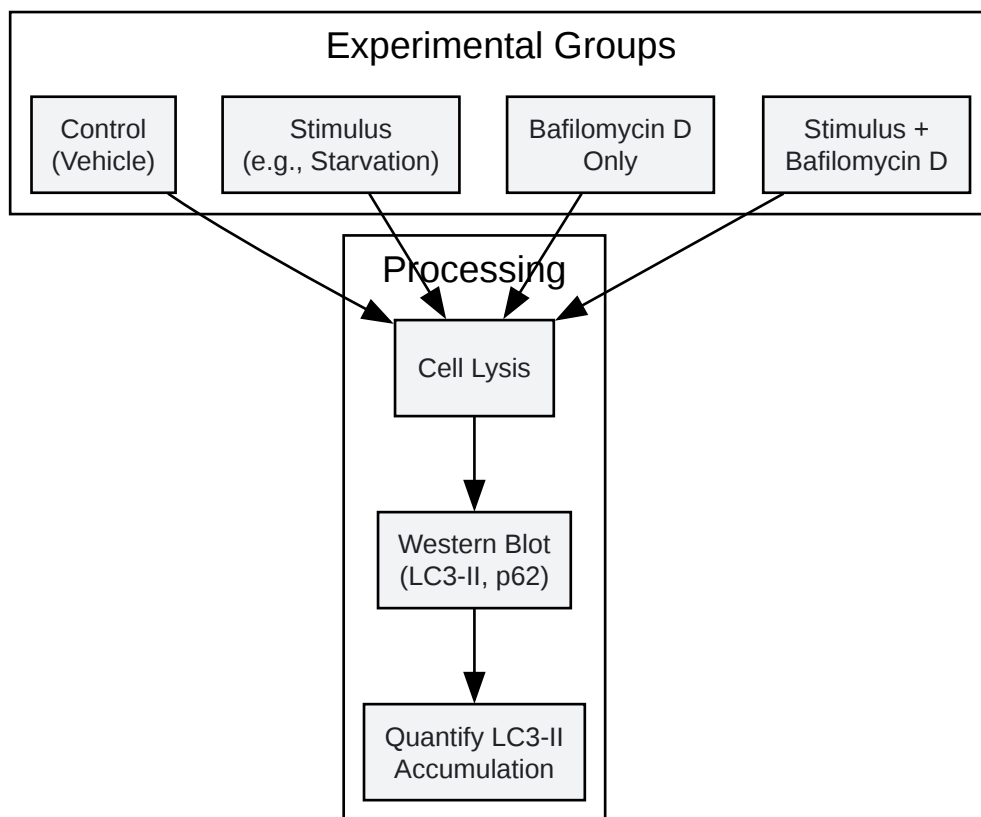 Experimental Groups
Control
(Vehicle)
Stimulus
(e.g., Starvation)
Bafilomycin D
Only
Stimulus +
Bafilomycin D
Processing
Cell Lysis
Western Blot
(LC3-II, p62)
Quantify LC3-II
Accumulation